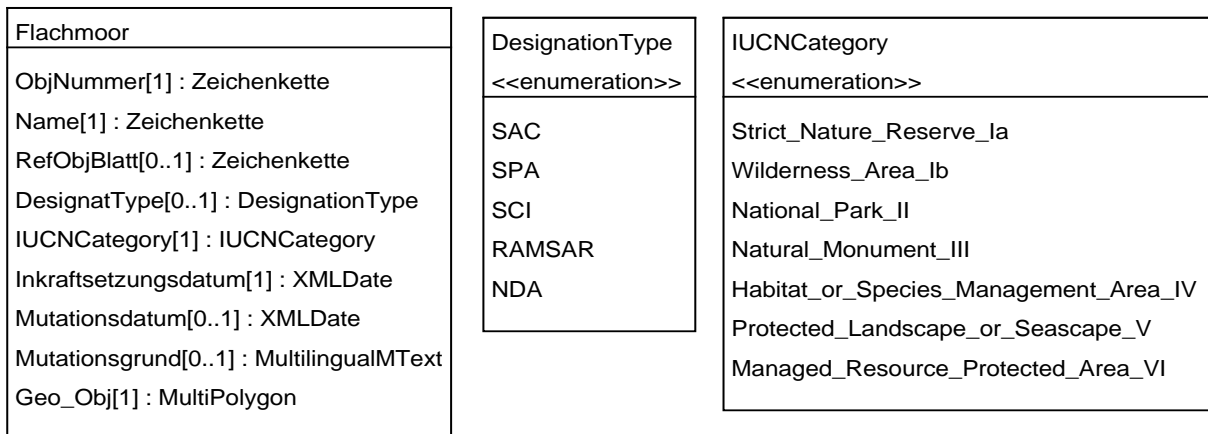 Flachmoor
ObjNummer[1] : Zeichenkette
Name[1] : Zeichenkette
RefObjBlatt[0..1] : Zeichenkette
DesignatType[0..1] : DesignationType
IUCNCategory[1] : IUCNCategory
Inkraftsetzungsdatum[1] : XMLDate
Mutationsdatum[0..1] : XMLDate
Mutationsgrund[0..1] : MultilingualMText
Geo_Obj[1] : MultiPolygon
DesignationType
<<enumeration>>
SAC
SPA
SCI
RAMSAR
NDA
IUCNCategory
<<enumeration>>
Strict_Nature_Reserve_Ia
Wilderness_Area_Ib
National_Park_II
Natural_Monument_III
Habitat_or_Species_Management_Area_IV
Protected_Landscape_or_Seascape_V
Managed_Resource_Protected_Area_VI